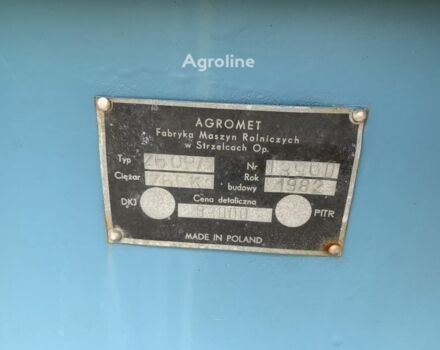 Agroline
AGROMET
Fabryka Maszyn Rolniczych
w Strzelcach Op.
Typ Nr
Ciężar Rok budowy 1982
Cena detaliczna
DKJ PITR
MADE IN POLAND